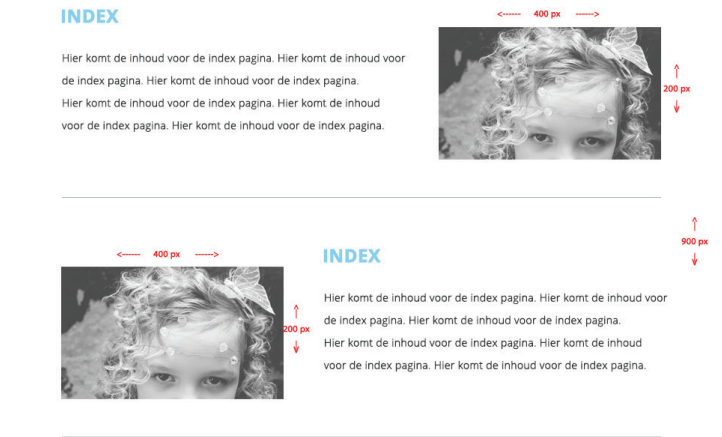 INDEX
<------ 400 px ------>
Hier komt de inhoud voor de index pagina. Hier komt de inhoud voor
de index pagina. Hier komt de inhoud voor de index pagina.
Hier komt de inhoud voor de index pagina. Hier komt de inhoud
voor de index pagina. Hier komt de inhoud voor de index pagina.
200 px
900 px
<------ 400 px ------>
200 px
INDEX
Hier komt de inhoud voor de index pagina. Hier komt de inhoud voor
de index pagina. Hier komt de inhoud voor de index pagina.
Hier komt de inhoud voor de index pagina. Hier komt de inhoud
voor de index pagina. Hier komt de inhoud voor de index pagina.